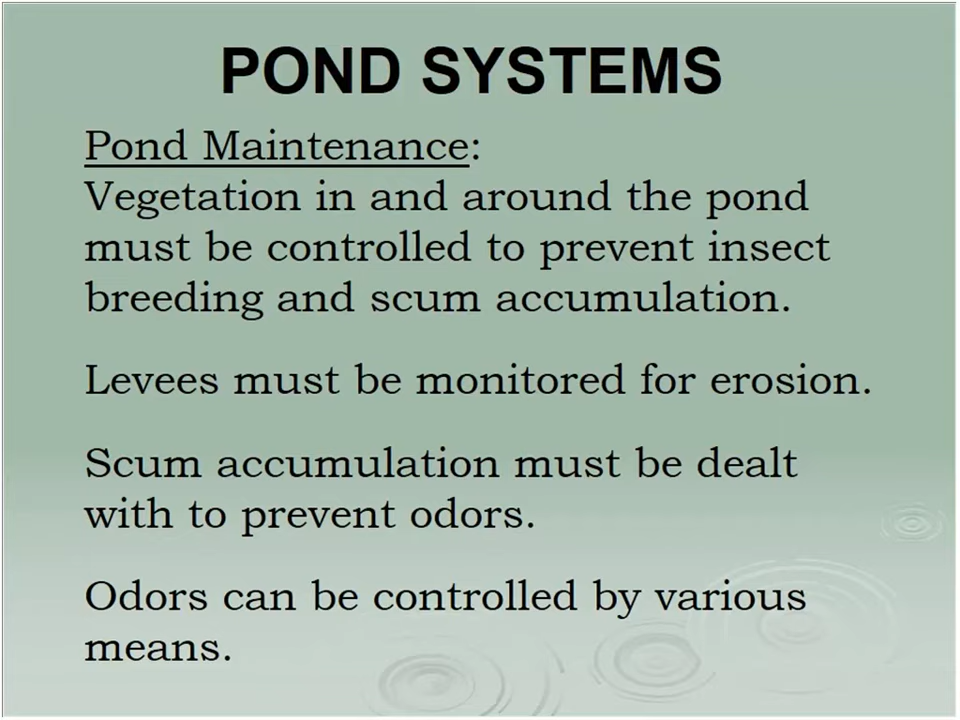 POND SYSTEMS
Pond Maintenance:
Vegetation in and around the pond
must be controlled to prevent insect
breeding and scum accumulation.
Levees must be monitored for erosion.
Scum accumulation must be dealt
with to prevent odors.
Odors can be controlled by various
means.